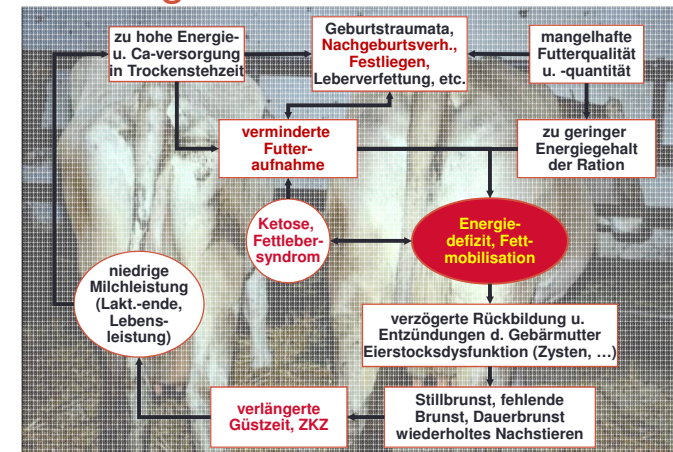 zu hohe Energie-
u. Ca-versorgung
in Trockenstehzeit
Geburtstraumata,
Nachgeburtsverh.,
Festliegen,
Leberverfettung, etc.
mangelhafte
Futterqualität
u. -quantität
verminderte
Futter-
aufnahme
zu geringer
Energiegehalt
der Ration
Ketose,
Fettleber-
syndrom
Energie-
defizit, Fett-
mobilisation
niedrige
Milchleistung
(Lakt.-ende,
Lebens-
leistung)
verzögerte Rückbildung u.
Entzündungen d. Gebärmutter
Eierstocksdysfunktion (Zysten, ...)
verlängerte
Güstzeit, ZKZ
Stillbrunst, fehlende
Brunst, Dauerbrunst
wiederholtes Nachstieren